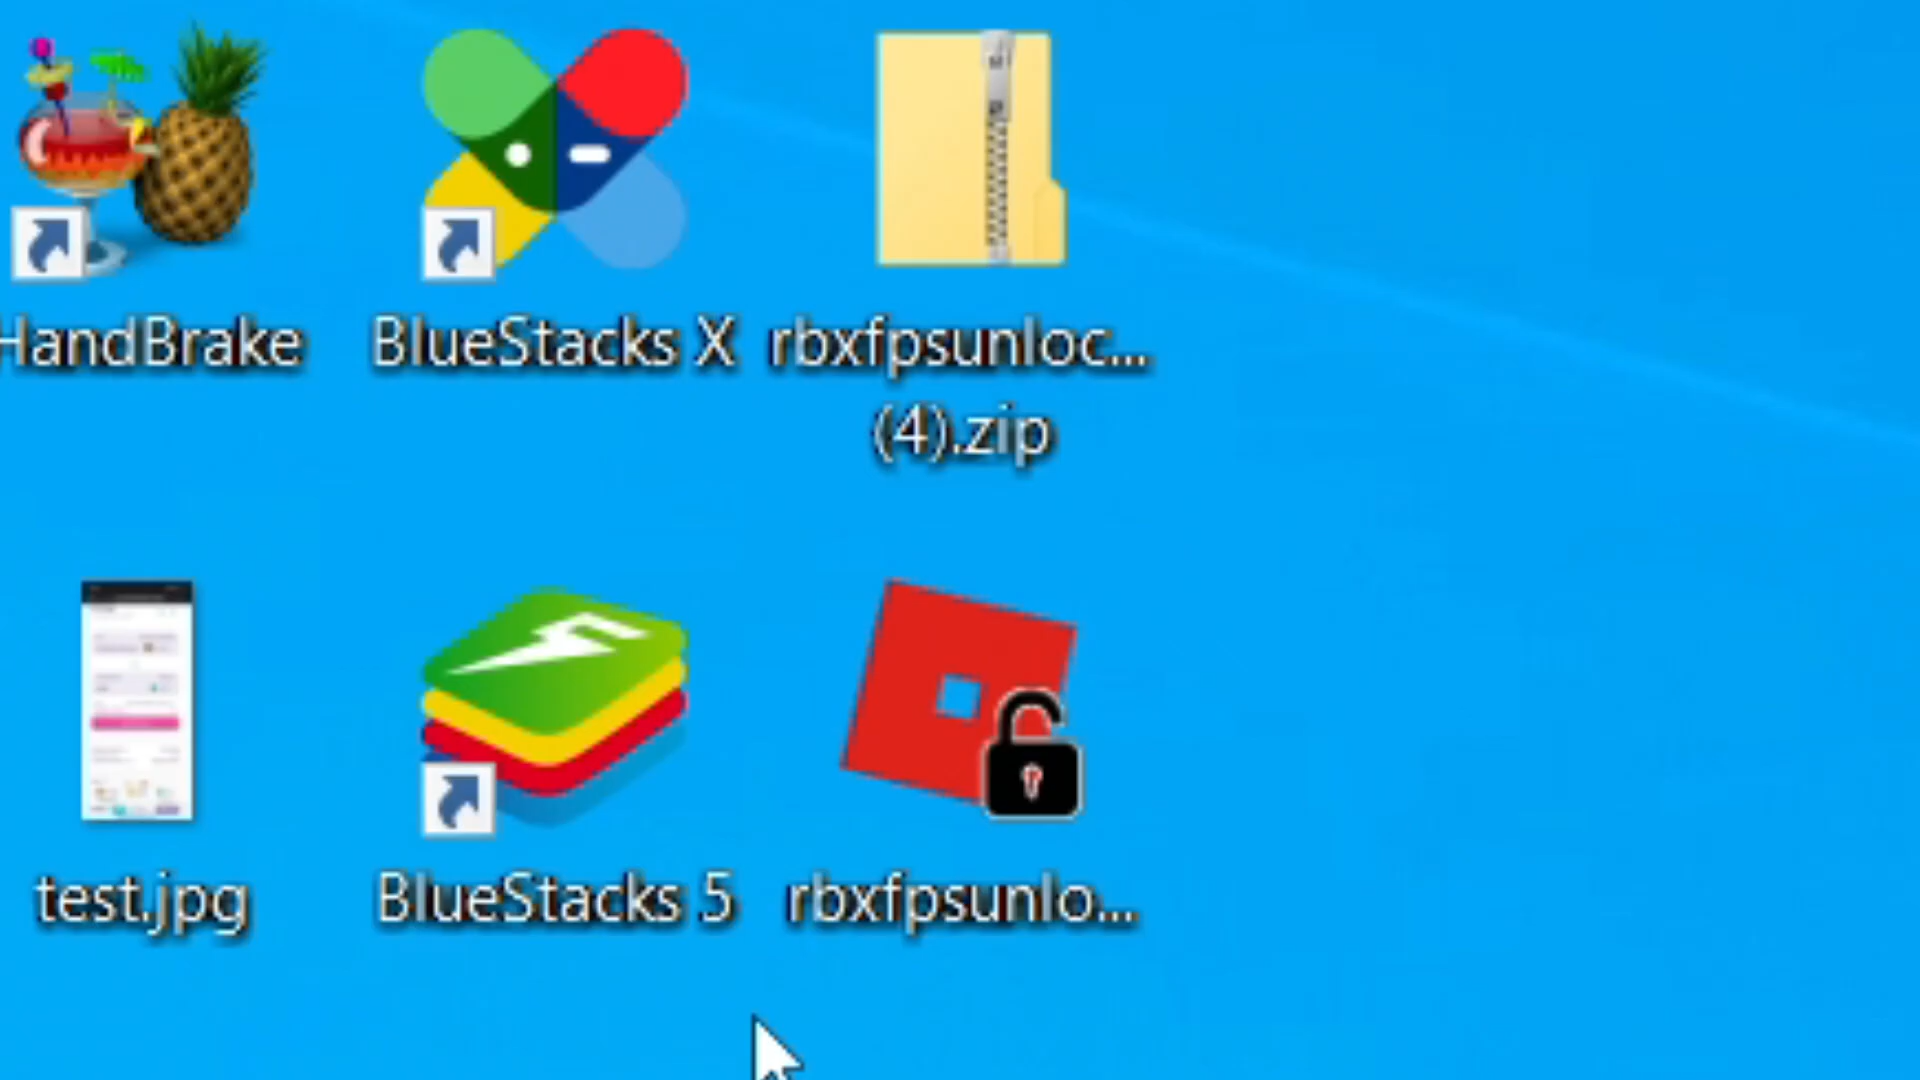 HandBrake
BlueStacks X
rbxfpsunloc...
(4).zip
test.jpg
BlueStacks 5
rbxfpsunlo...